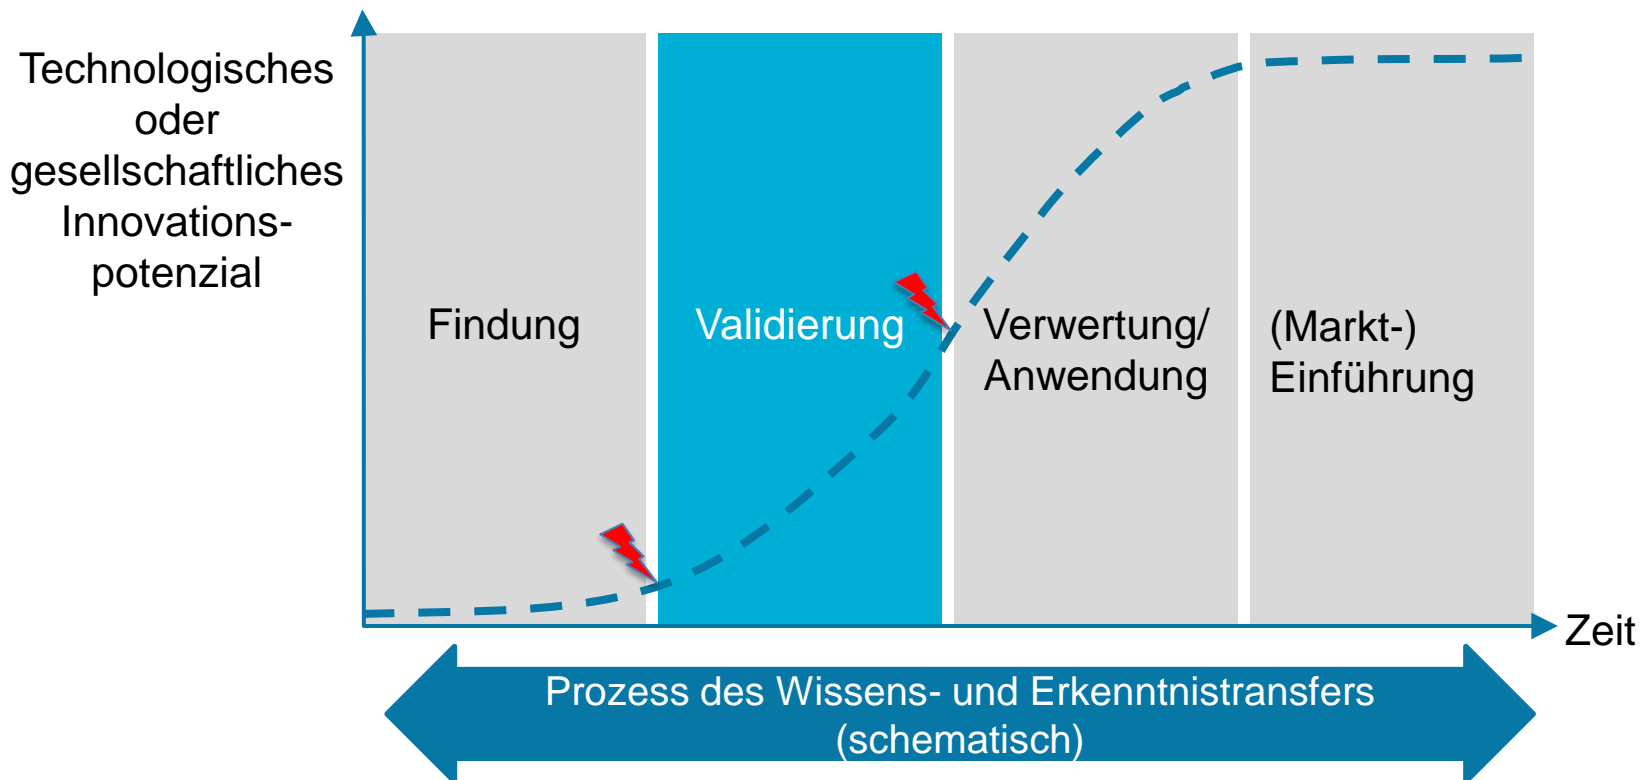 Technologisches
oder
gesellschaftliches
Innovations-
potenzial
Findung
Validierung
Verwertung/
Anwendung
(Markt-)
Einführung
Zeit
Prozess des Wissens- und Erkenntnistransfers
(schematisch)